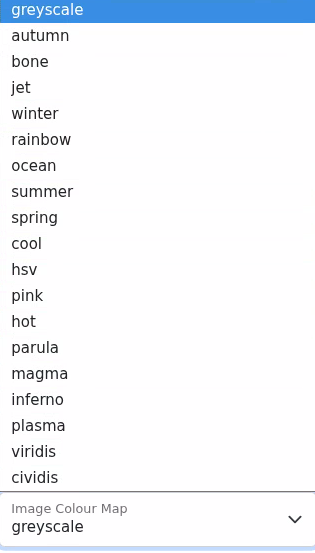 greyscale
autumn
bone
jet
winter
rainbow
ocean
summer
spring
cool
hsv
pink
hot
parula
magma
inferno
plasma
viridis
cividis
Image Colour Map
greyscale